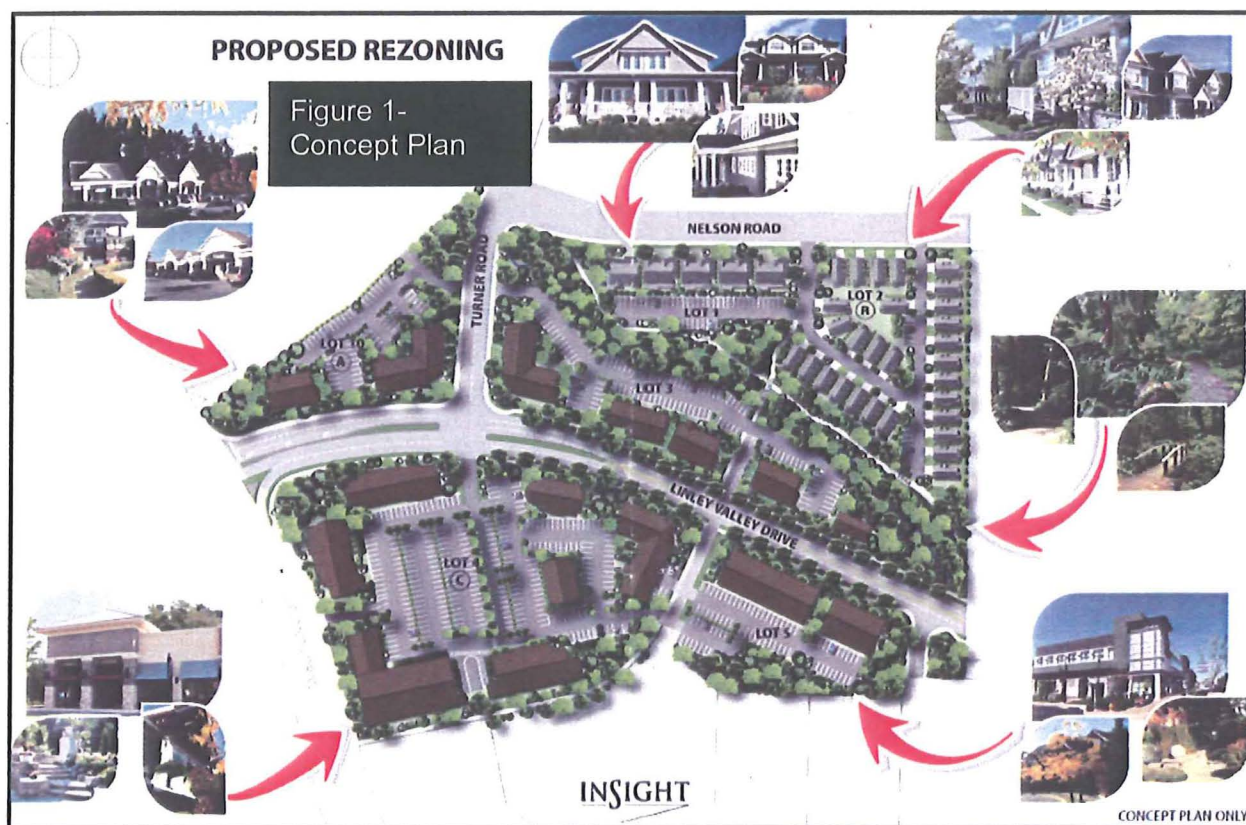 PROPOSED REZONING
Figure 1-
Concept Plan
NELSON ROAD
TURNER ROAD
LOT 1
LOT 2
B
LOT 10
A
LOT 3
LINLEY VALLEY DRIVE
LOT 4
C
LOT 5
INSIGHT
CONCEPT PLAN ONLY